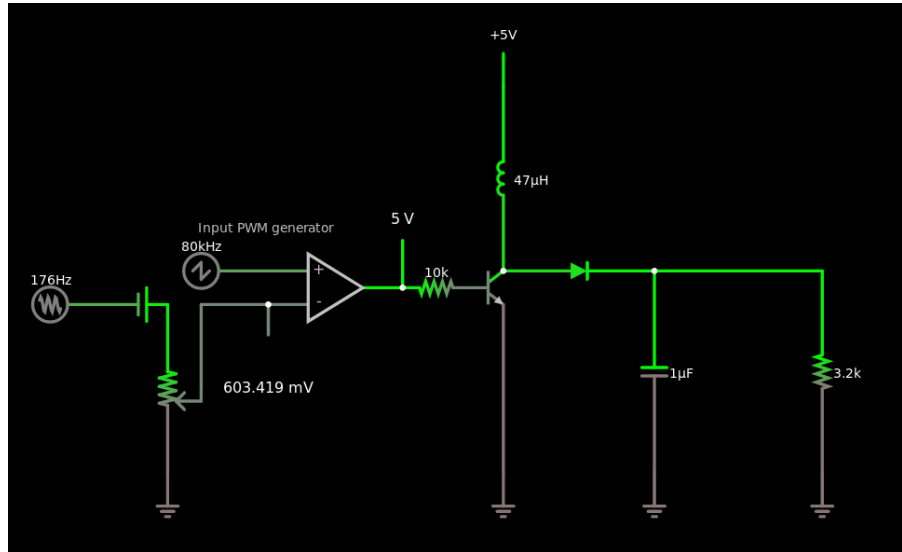 +5V
47μH
Input PWM generator
5 V
80kHz
10k
176Hz
+
-
603.419 mV
1μF
3.2k